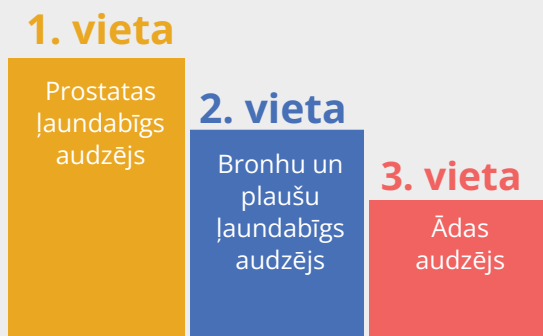 1. vieta
Prostatas
ļaundabīgs
audzējs
2. vieta
Bronhu un
plaušu
ļaundabīgs
audzējs
3. vieta
Ādas
audzējs